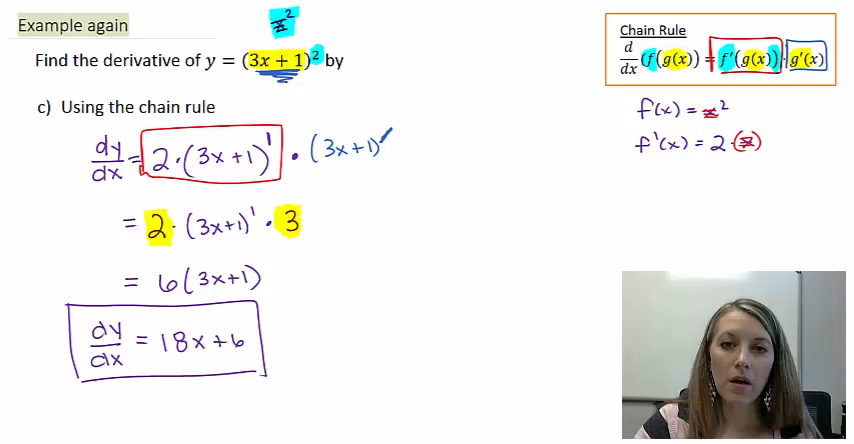 Example again
x²
Find the derivative of y = (3x + 1)² by
c) Using the chain rule
dy/dx = 2·(3x+1)¹ · (3x+1)′
= 2·(3x+1)¹ · 3
= 6(3x+1)
dy/dx = 18x+6
Chain Rule
d/dx (f(g(x)) = f′(g(x)) · g′(x)
f(x) = x²
f′(x) = 2·(x)